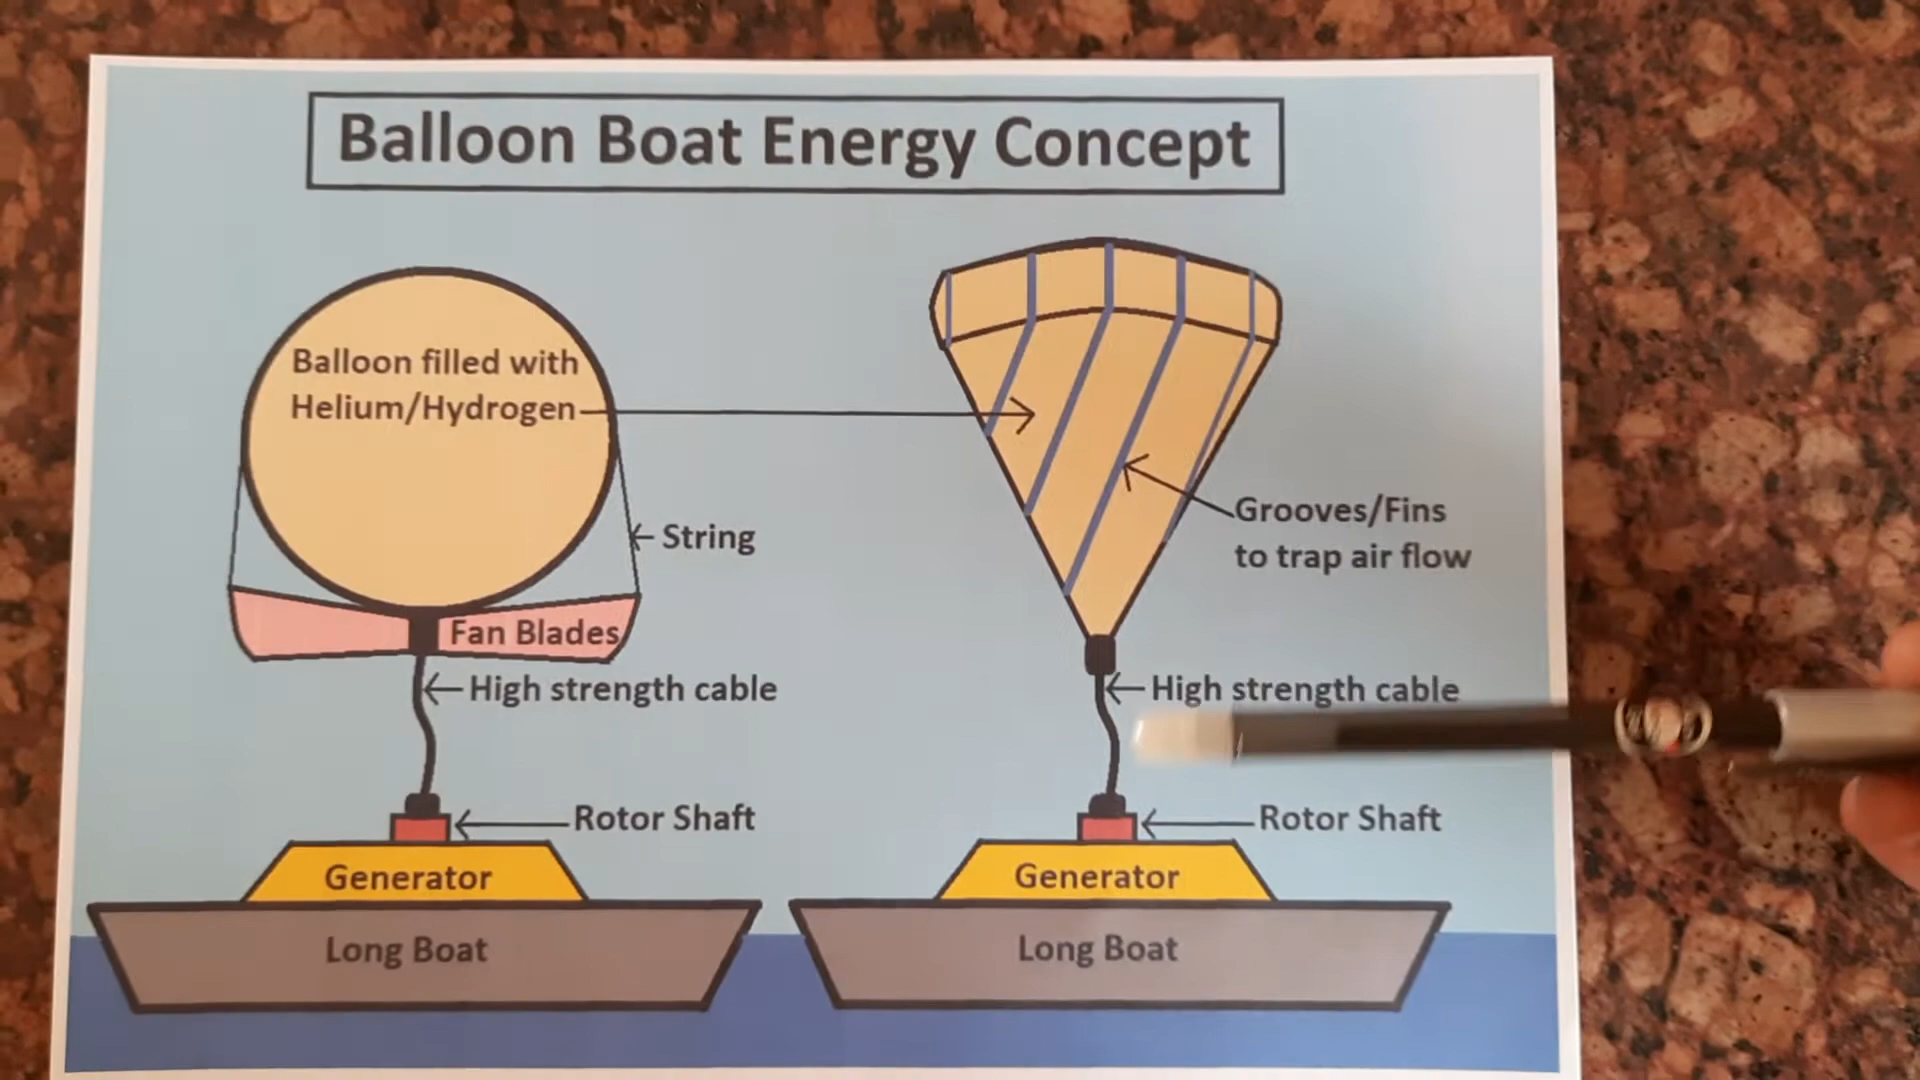 Balloon Boat Energy Concept
Balloon filled with
Helium/Hydrogen
String
Fan Blades
High strength cable
Rotor Shaft
Generator
Long Boat
Grooves/Fins
to trap air flow
High strength cable
Rotor Shaft
Generator
Long Boat